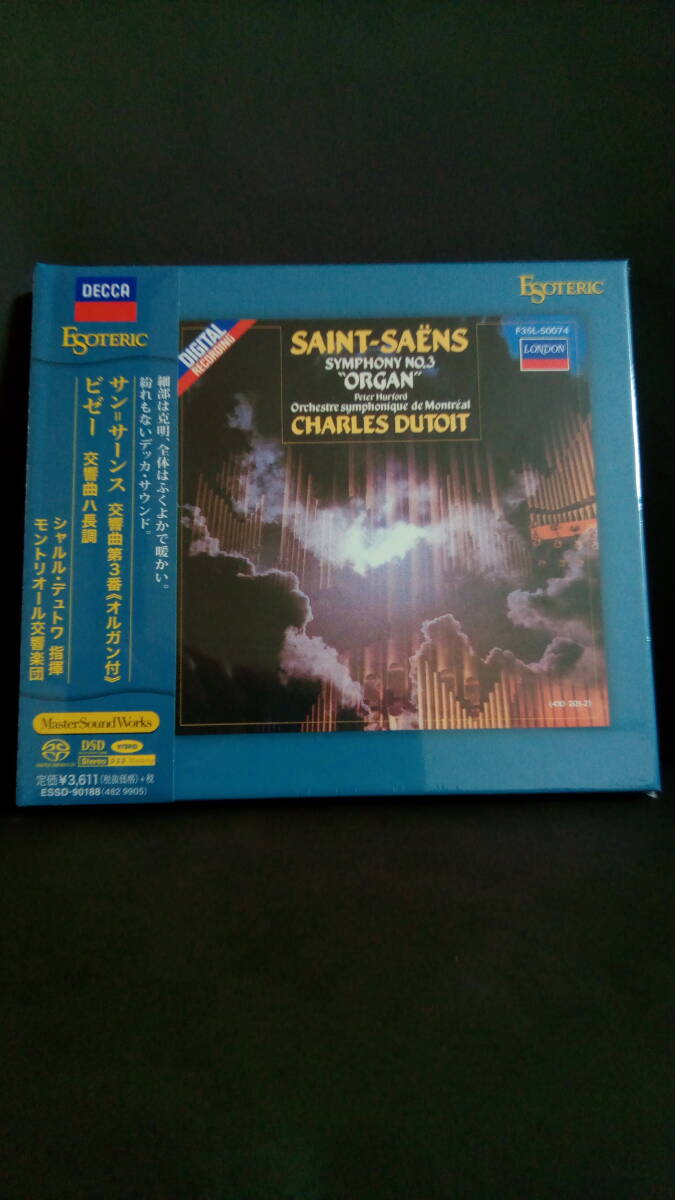 DECCA
ESOTERIC
細部は克明、全体はふくよかで暖かい。
紛れもないデッカ・サウンド。
サン=サーンス 交響曲第3番《オルガン付》
ビゼー 交響曲ハ長調
シャルル・デュトワ 指揮
モントリオール交響楽団
MasterSoundWorks
DSD
HYBRID
Stereo
定価¥3,611(税抜価格)+税
ESSD-90188(482 9905)
ESOTERIC
DIGITAL
RECORDING
SAINT-SAËNS
SYMPHONY NO.3
"ORGAN"
Peter Hurford
Orchestre symphonique de Montréal
CHARLES DUTOIT
F35L-50074
LONDON